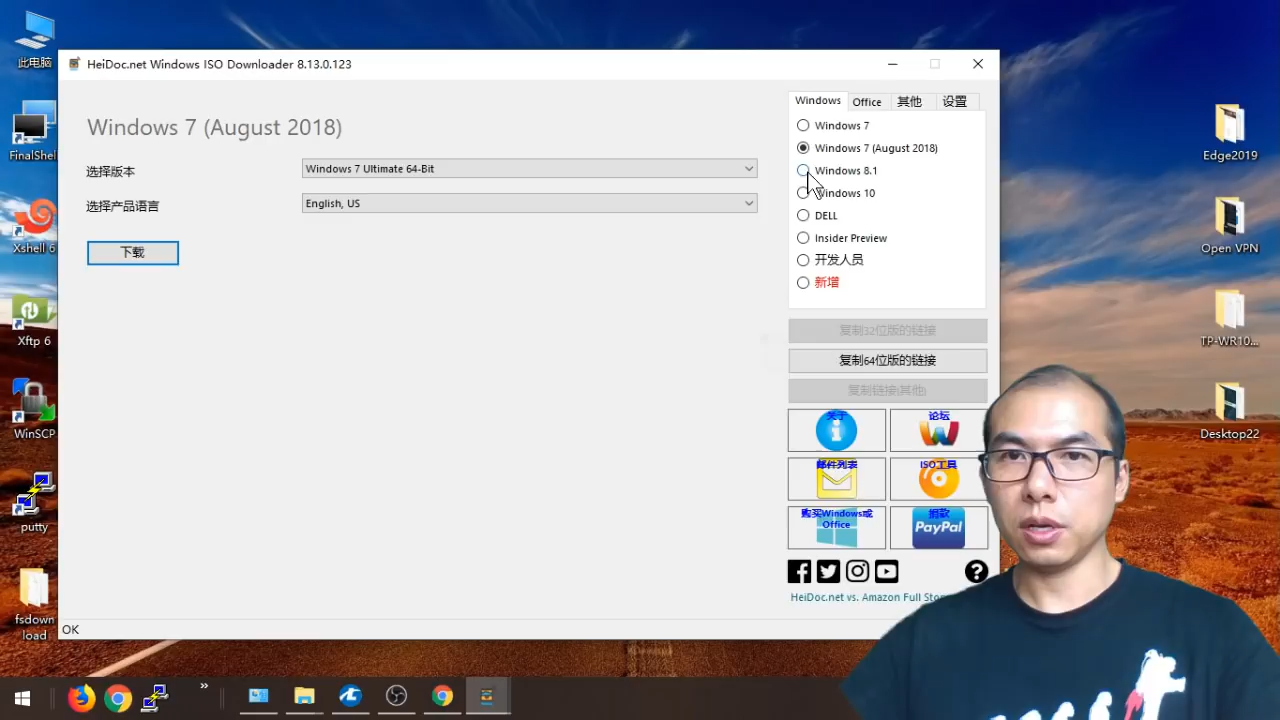 此电脑
FinalShell
Xshell 6
Xftp 6
WinSCP
putty
fsdown
load
HeiDoc.net Windows ISO Downloader 8.13.0.123
Windows 7 (August 2018)
选择版本
Windows 7 Ultimate 64-Bit
选择产品语言
English, US
下载
OK
Windows
Office
其他
设置
Windows 7
Windows 7 (August 2018)
Windows 8.1
Windows 10
DELL
Insider Preview
开发人员
新增
复制32位版的链接
复制64位版的链接
复制链接(其他)
关于
论坛
邮件列表
ISO工具
购买Windows或
Office
捐款
PayPal
HeiDoc.net vs. Amazon Full Sto
Edge2019
Open VPN
TP-WR10...
Desktop22